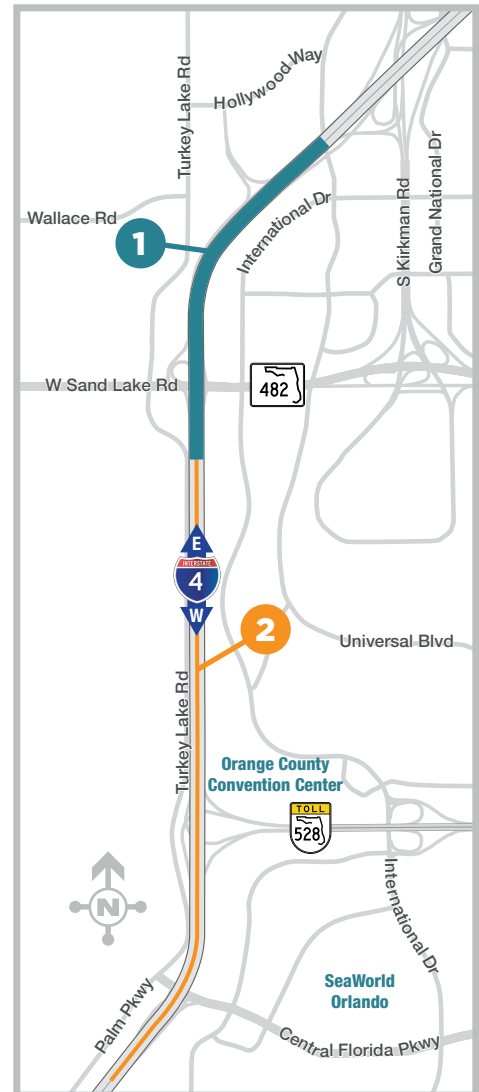 Hollywood Way
Turkey Lake Rd
Wallace Rd
1
International Dr
S Kirkman Rd
Grand National Dr
W Sand Lake Rd
482
E
INTERSTATE
4
W
2
Universal Blvd
Turkey Lake Rd
Orange County
Convention Center
TOLL
528
N
International Dr
SeaWorld
Orlando
Palm Pkwy
Central Florida Pkwy